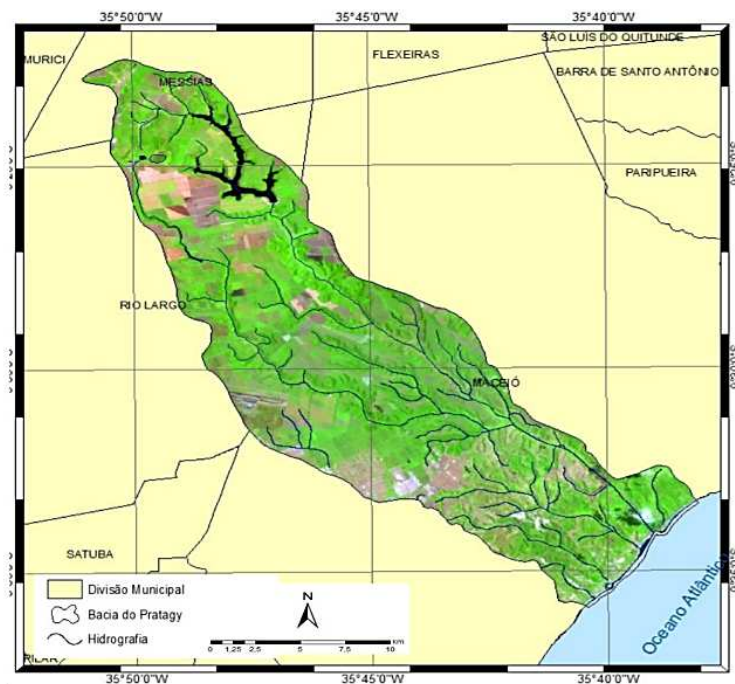 35°50'0"W 35°45'0"W 35°40'0"W
SÃO LUÍS DO QUITUNDE
MURICI
FLEXEIRAS
MESSIAS
BARRA DE SANTO ANTÔNIO
PARIPUEIRA
RIO LARGO
MACEIÓ
SATUBA
Oceano Atlântico
Divisão Municipal
Bacia do Pratagy
Hidrografia
N
0 1,25 2,5 5 7,5 10
Km
PILAR
35°50'0"W 35°45'0"W 35°40'0"W